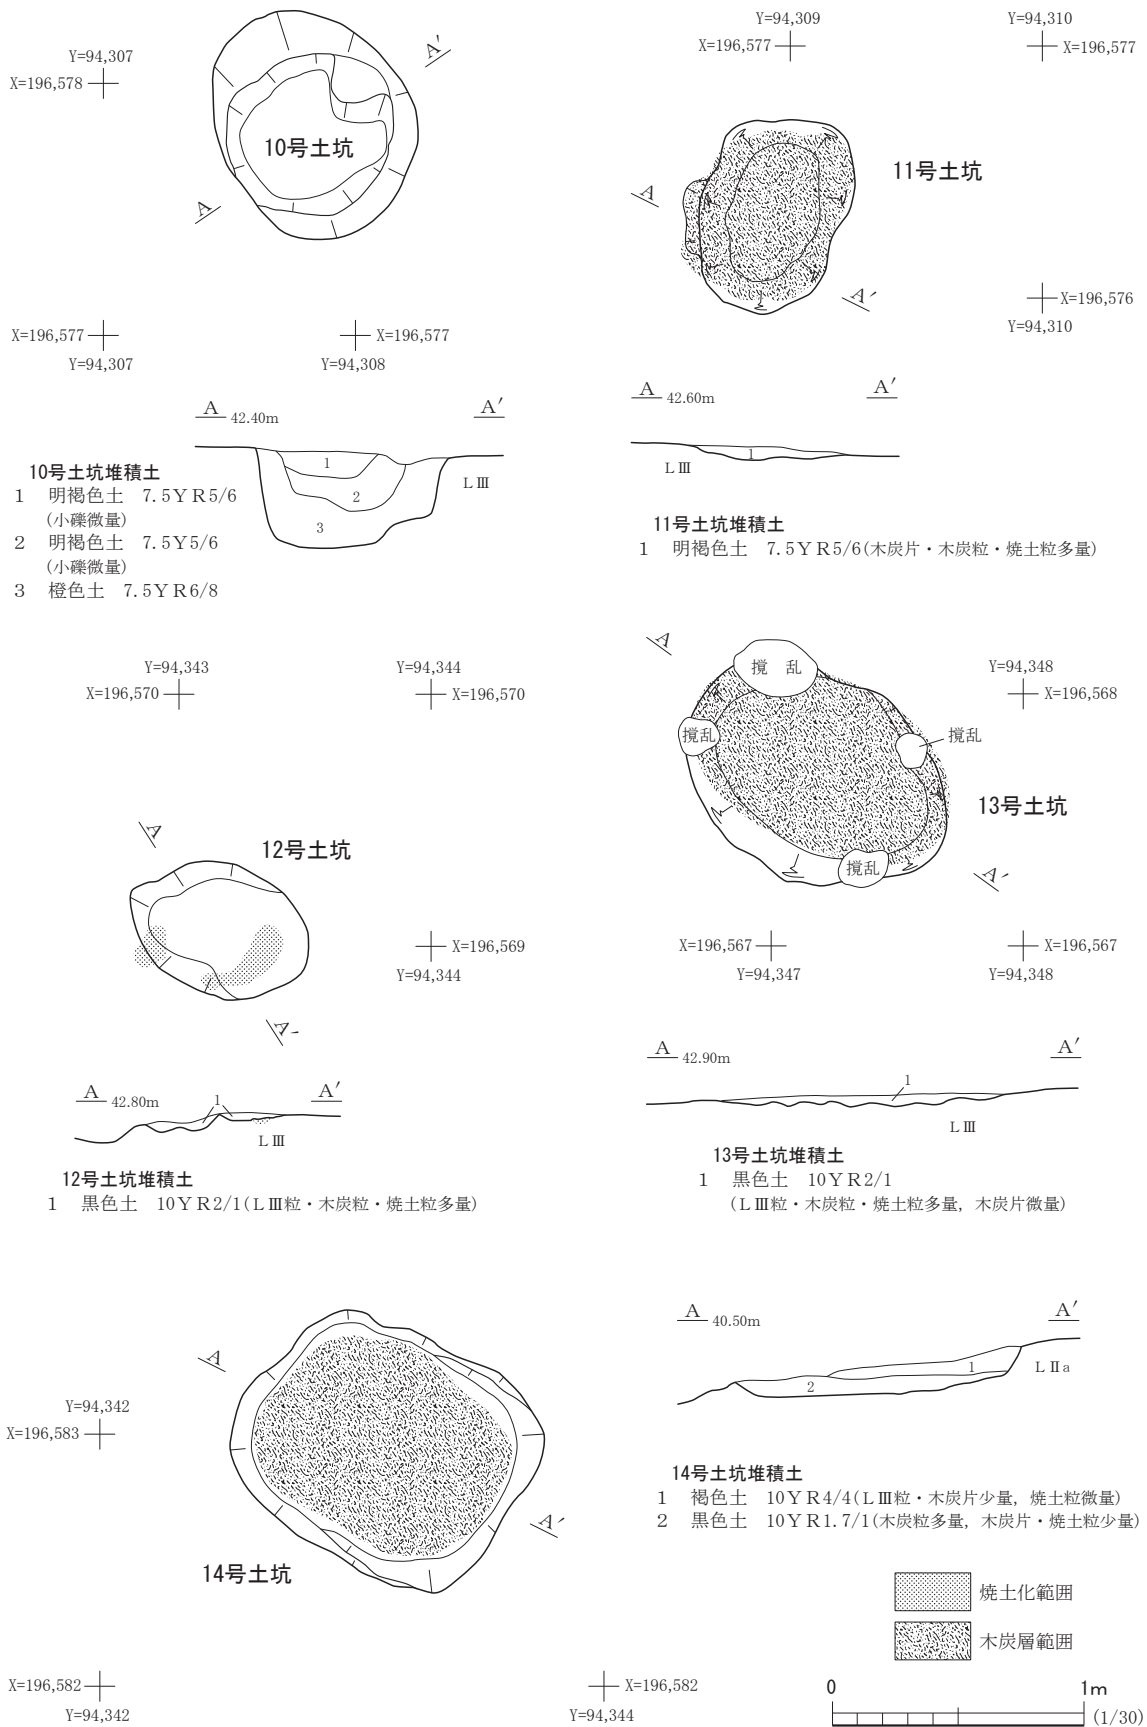 Y=94,307
X=196,578
A′
10号土坑
A
X=196,577
Y=94,307
X=196,577
Y=94,308
A 42.40m A′
1
2
3
LⅢ
10号土坑堆積土
1 明褐色土 7.5YR5/6
(小礫微量)
2 明褐色土 7.5Y5/6
(小礫微量)
3 橙色土 7.5YR6/8
Y=94,309
X=196,577
Y=94,310
X=196,577
11号土坑
A
A′
X=196,576
Y=94,310
A 42.60m A′
1
LⅢ
11号土坑堆積土
1 明褐色土 7.5YR5/6(木炭片・木炭粒・焼土粒多量)
Y=94,343
X=196,570
Y=94,344
X=196,570
A
12号土坑
X=196,569
Y=94,344
A′
A 42.80m A′
1
LⅢ
12号土坑堆積土
1 黒色土 10YR2/1(LⅢ粒・木炭粒・焼土粒多量)
A
撹 乱
Y=94,348
X=196,568
撹乱
撹乱
13号土坑
撹乱
A′
X=196,567
Y=94,347
X=196,567
Y=94,348
A 42.90m A′
1
LⅢ
13号土坑堆積土
1 黒色土 10YR2/1
(LⅢ粒・木炭粒・焼土粒多量，木炭片微量)
A
Y=94,342
X=196,583
A′
14号土坑
X=196,582
Y=94,342
X=196,582
Y=94,344
A 40.50m A′
1
2
LⅡa
14号土坑堆積土
1 褐色土 10YR4/4(LⅢ粒・木炭片少量，焼土粒微量)
2 黒色土 10YR1.7/1(木炭粒多量，木炭片・焼土粒少量)
焼土化範囲
木炭層範囲
0 1m
(1/30)